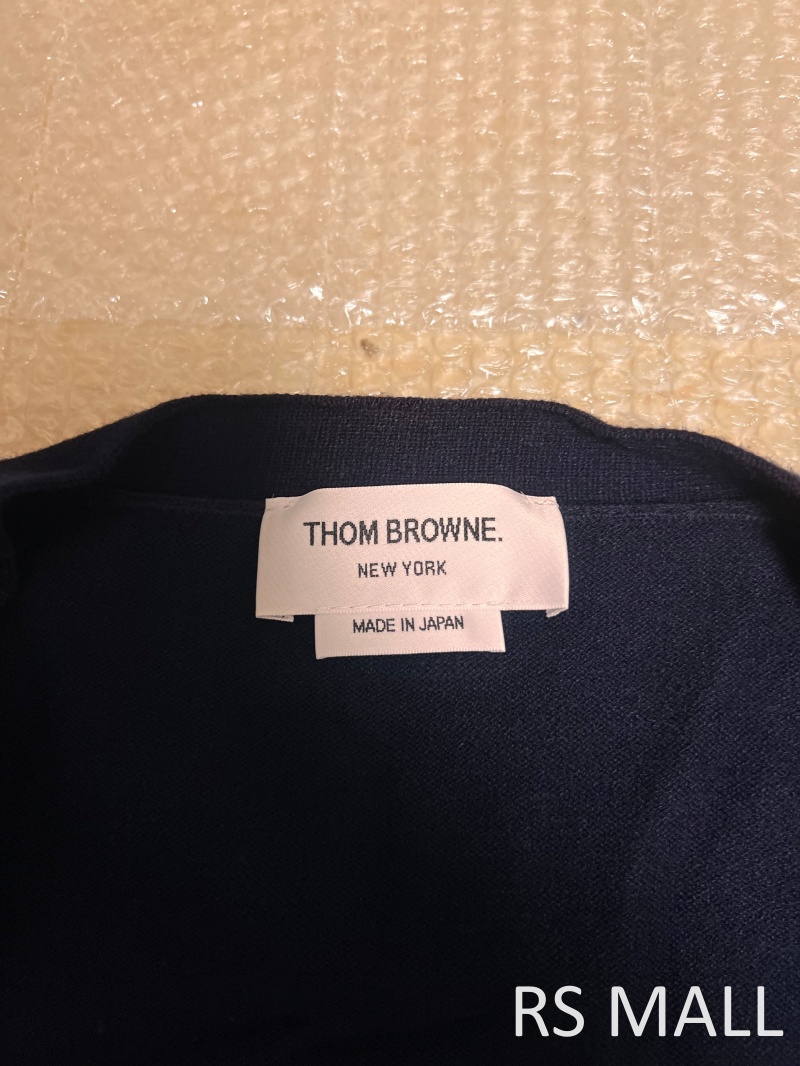 THOM BROWNE.
NEW YORK
MADE IN JAPAN
RS MALL